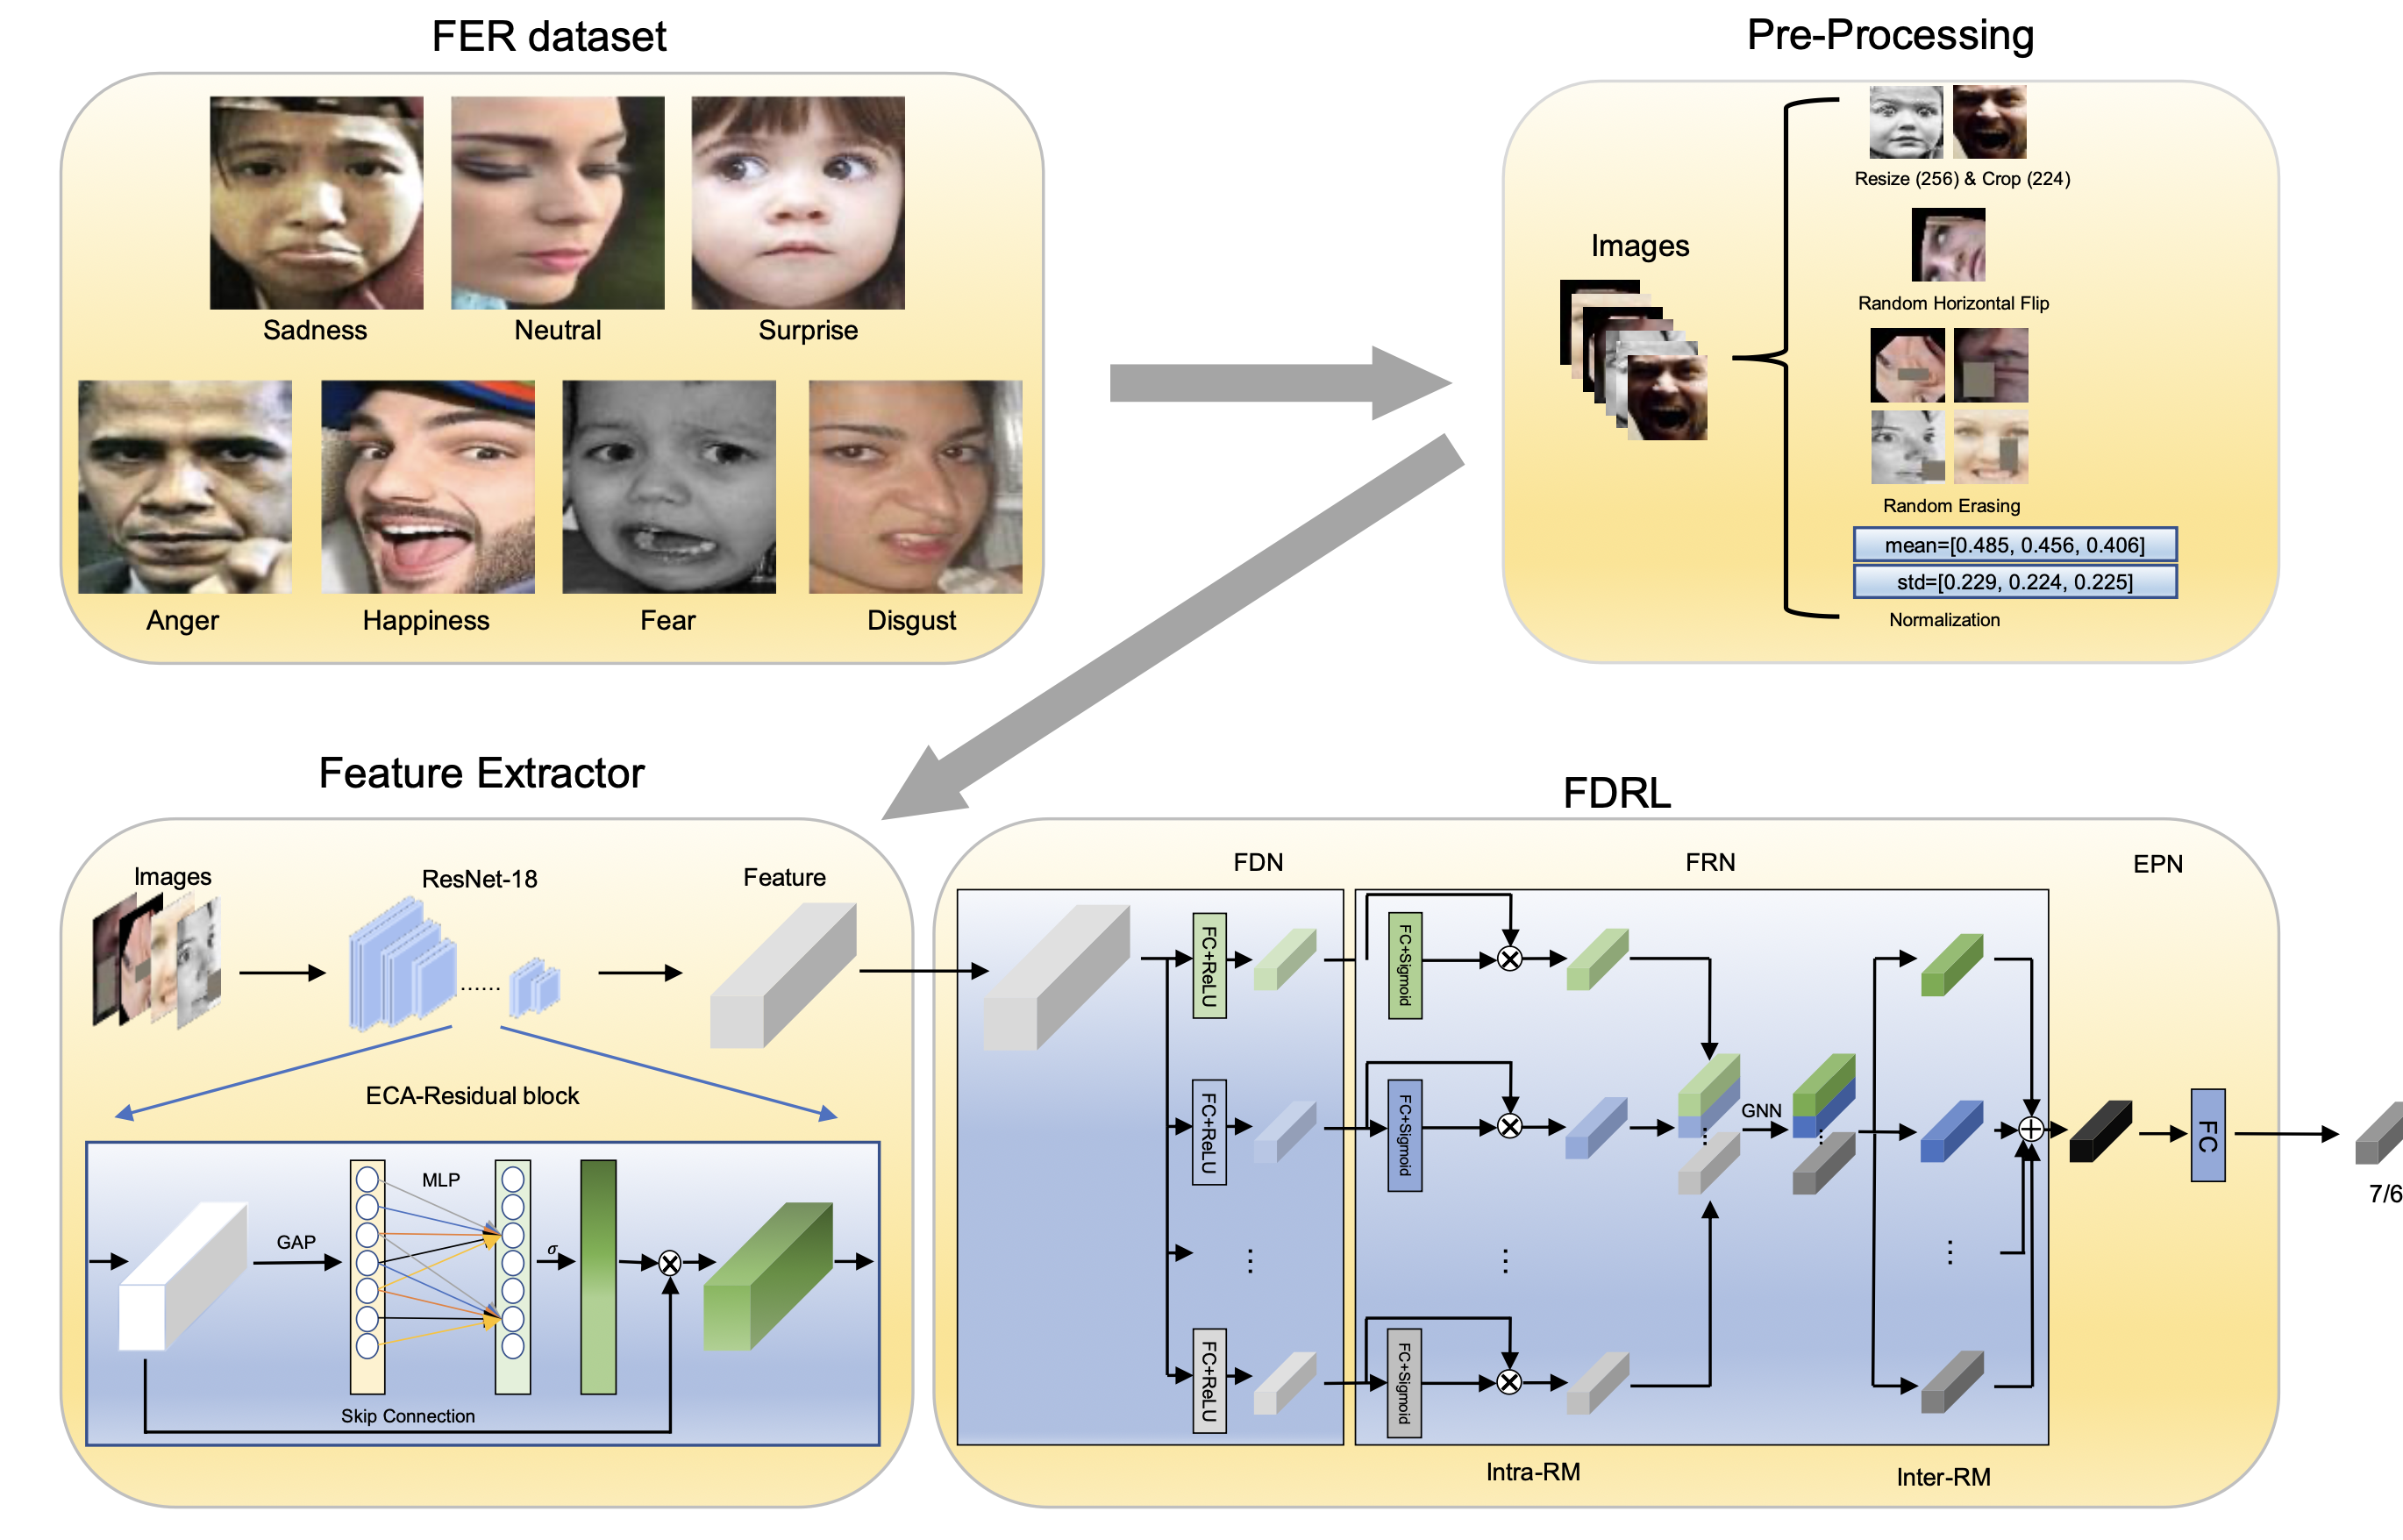 FER dataset
Sadness
Neutral
Surprise
Anger
Happiness
Fear
Disgust
Pre-Processing
Images
Resize (256) & Crop (224)
Random Horizontal Flip
Random Erasing
mean=[0.485, 0.456, 0.406]
std=[0.229, 0.224, 0.225]
Normalization
Feature Extractor
Images
ResNet-18
Feature
......
ECA-Residual block
GAP
MLP
σ
Skip Connection
FDRL
FDN
FRN
EPN
FC+ReLU
FC+Sigmoid
FC+ReLU
FC+Sigmoid
GNN
FC
7/6
FC+ReLU
FC+Sigmoid
Intra-RM
Inter-RM